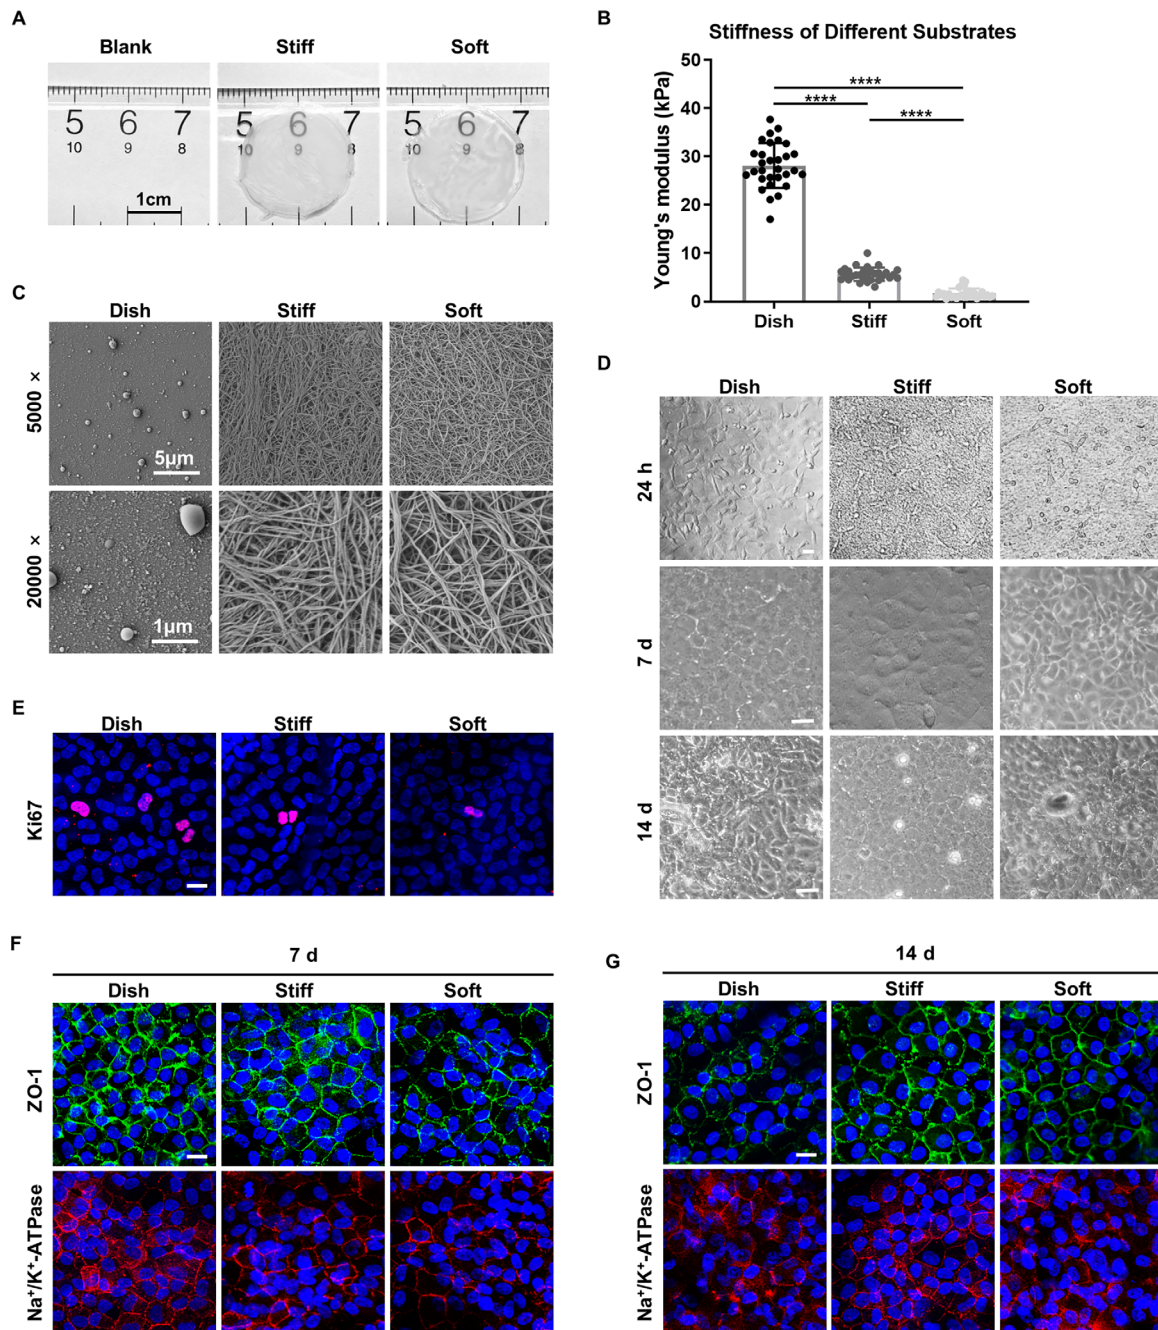 A
Blank Stiff Soft
5 6 7 5 6 7 5 6 7
10 9 8 10 9 8 10 9 8
1cm
B
Stiffness of Different Substrates
Young's modulus (kPa)
50
40
30
20
10
0
****
**** ****
Dish Stiff Soft
C
Dish Stiff Soft
5000 ×
5μm
20000 ×
1μm
D
Dish Stiff Soft
24 h
7 d
14 d
E
Dish Stiff Soft
Ki67
F
7 d
Dish Stiff Soft
ZO-1
Na⁺/K⁺-ATPase
G
14 d
Dish Stiff Soft
ZO-1
Na⁺/K⁺-ATPase